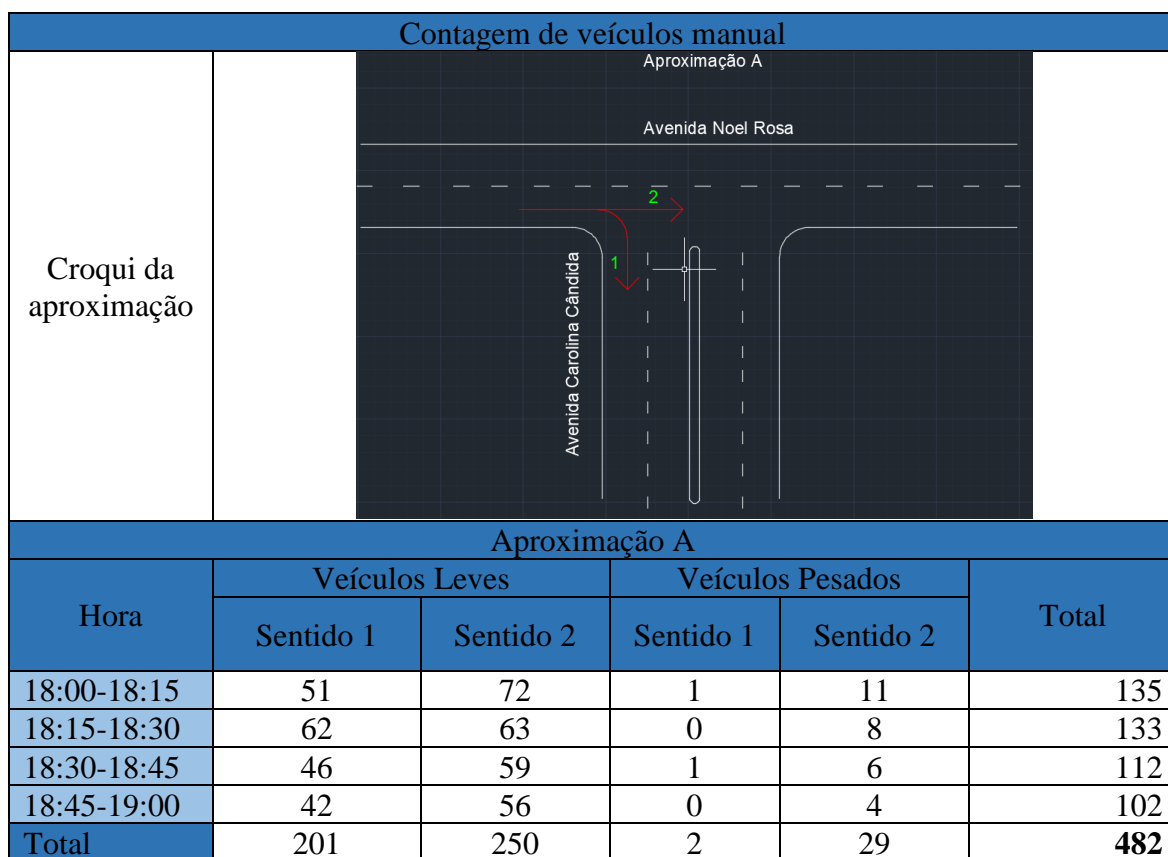 Contagem de veículos manual
Croqui da
aproximação
Aproximação A
Avenida Noel Rosa
2
1
Avenida Carolina Cândida
Aproximação A
Hora
Veículos Leves
Veículos Pesados
Total
Sentido 1
Sentido 2
Sentido 1
Sentido 2
18:00-18:15 51 72 1 11 135
18:15-18:30 62 63 0 8 133
18:30-18:45 46 59 1 6 112
18:45-19:00 42 56 0 4 102
Total 201 250 2 29 482